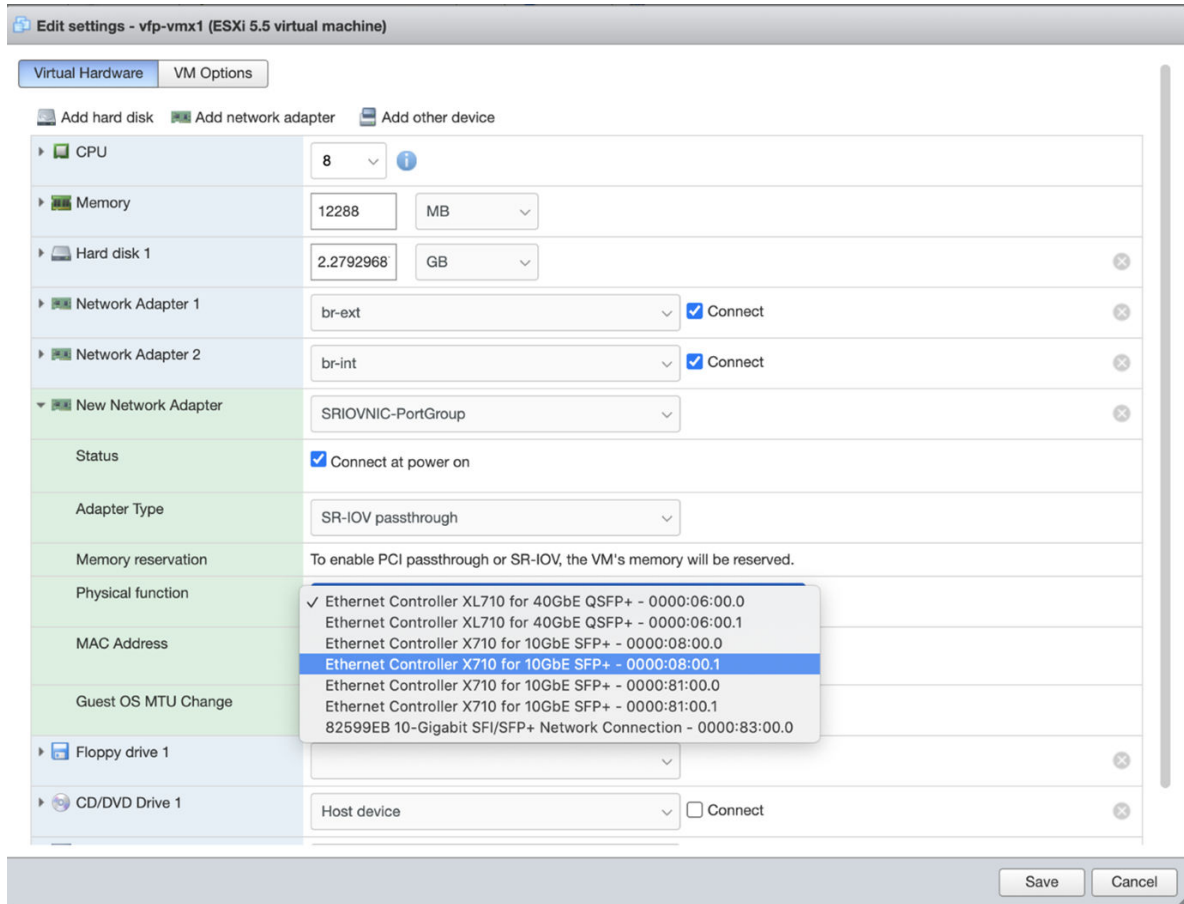 Edit settings - vfp-vmx1 (ESXi 5.5 virtual machine)
Virtual Hardware VM Options
Add hard disk Add network adapter Add other device
CPU 8
Memory 12288 MB
Hard disk 1 2.2792968 GB
Network Adapter 1 br-ext Connect
Network Adapter 2 br-int Connect
New Network Adapter SRIOVNIC-PortGroup
Status Connect at power on
Adapter Type SR-IOV passthrough
Memory reservation To enable PCI passthrough or SR-IOV, the VM's memory will be reserved.
Physical function
✓ Ethernet Controller XL710 for 40GbE QSFP+ - 0000:06:00.0
Ethernet Controller XL710 for 40GbE QSFP+ - 0000:06:00.1
MAC Address
Ethernet Controller X710 for 10GbE SFP+ - 0000:08:00.0
Ethernet Controller X710 for 10GbE SFP+ - 0000:08:00.1
Ethernet Controller X710 for 10GbE SFP+ - 0000:81:00.0
Guest OS MTU Change
Ethernet Controller X710 for 10GbE SFP+ - 0000:81:00.1
82599EB 10-Gigabit SFI/SFP+ Network Connection - 0000:83:00.0
Floppy drive 1
CD/DVD Drive 1 Host device Connect
Save Cancel